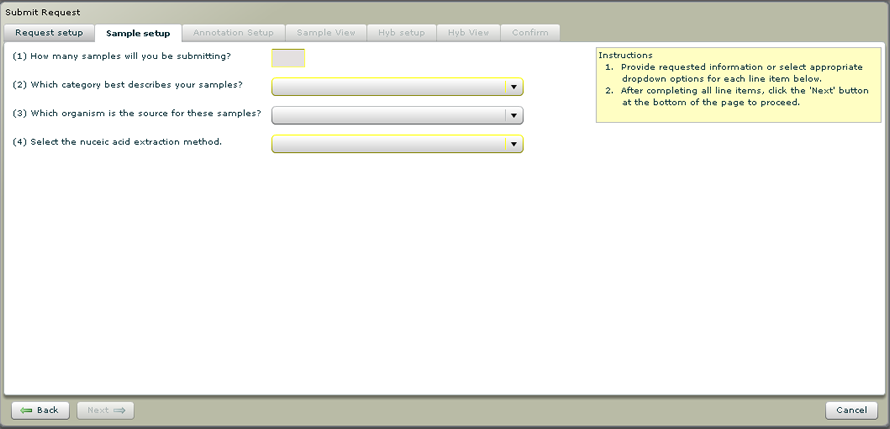 Submit Request
Request setup Sample setup Annotation Setup Sample View Hyb setup Hyb View Confirm
(1) How many samples will you be submitting?
(2) Which category best describes your samples?
(3) Which organism is the source for these samples?
(4) Select the nuceic acid extraction method.
Instructions
1. Provide requested information or select appropriate
dropdown options for each line item below.
2. After completing all line items, click the 'Next' button
at the bottom of the page to proceed.
Back Next Cancel